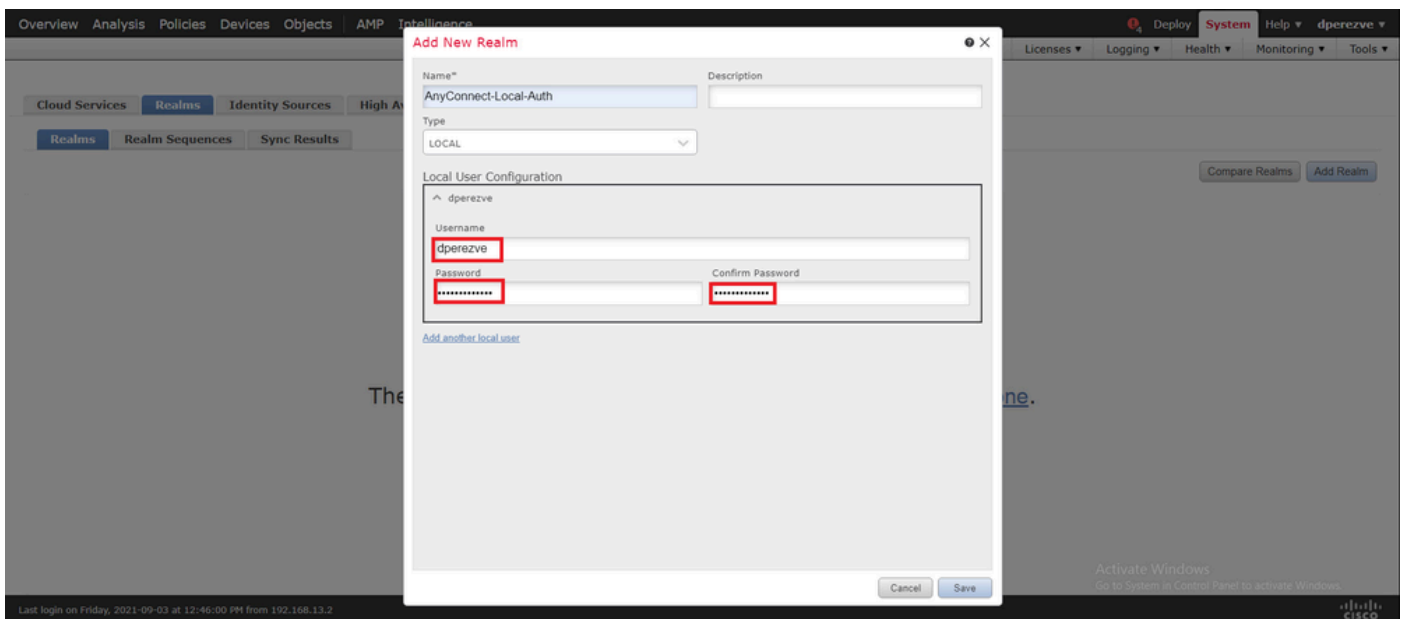 Overview Analysis Policies Devices Objects AMP Intelligence 4 Deploy System Help ▾ dperezve ▾
Add New Realm
Licenses ▾ Logging ▾ Health ▾ Monitoring ▾ Tools ▾
Name* Description
AnyConnect-Local-Auth
Cloud Services Realms Identity Sources High
Type
LOCAL
Realms Realm Sequences Sync Results
Compare Realms Add Realm
Local User Configuration
dperezve
Username
dperezve
Password Confirm Password
••••••••••••• •••••••••••••
Add another local user
The
Cancel Save
Activate Windows
Go to System in Control Panel to activate Windows.
Last login on Friday, 2021-09-03 at 12:46:00 PM from 192.168.13.2
CISCO